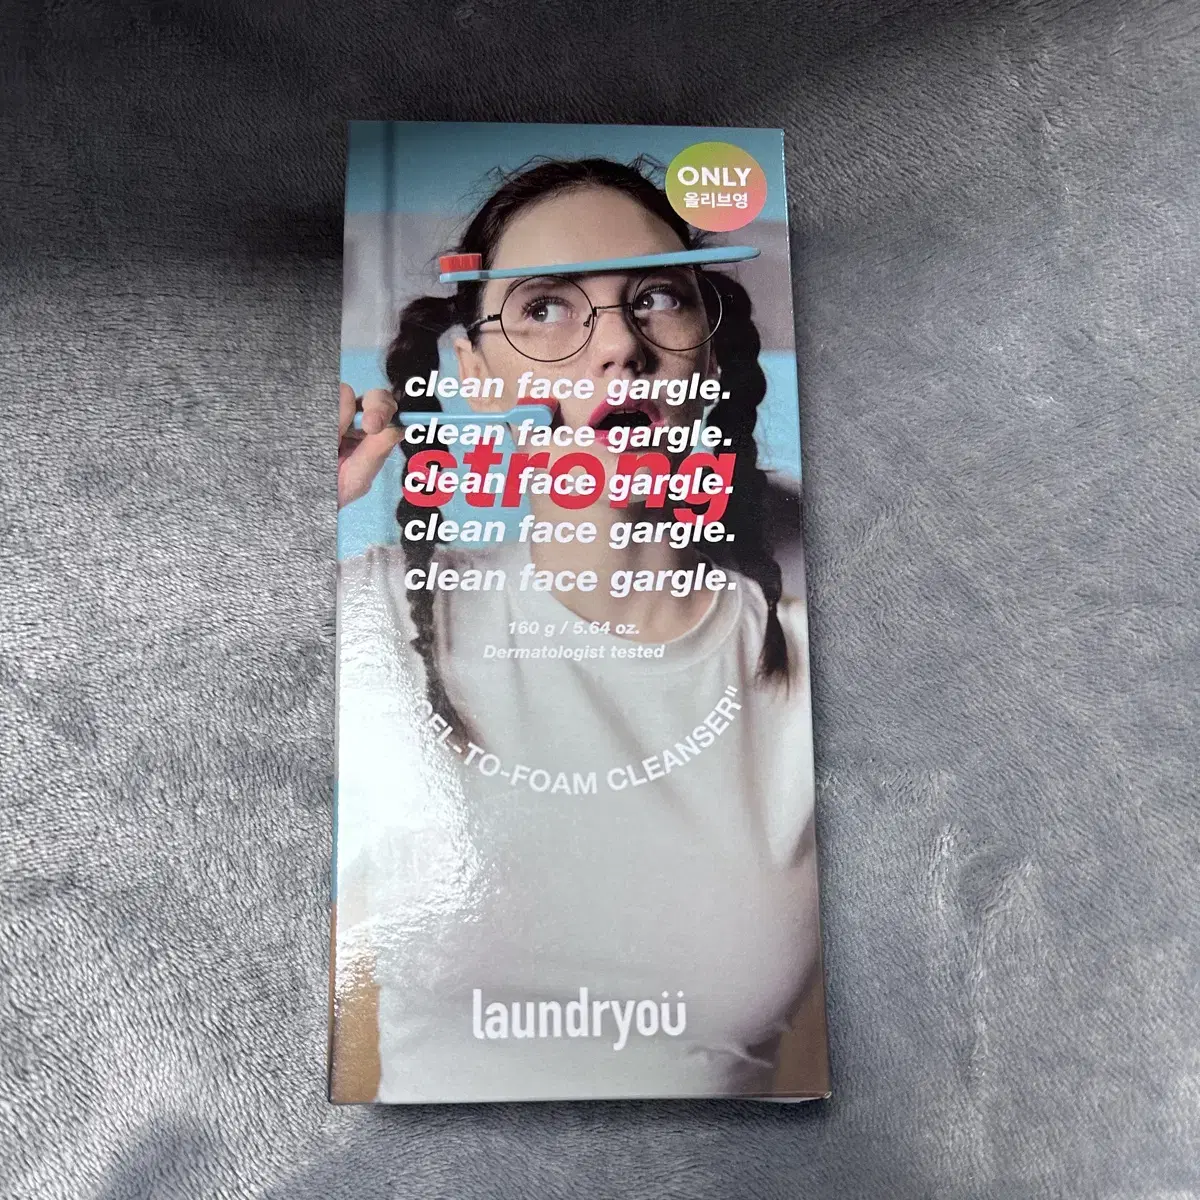 ONLY
올리브영
clean face gargle.
clean face gargle.
strong
clean face gargle.
clean face gargle.
clean face gargle.
160 g / 5.64 oz.
Dermatologist tested
GEL-TO-FOAM CLEANSER"
laundryoü